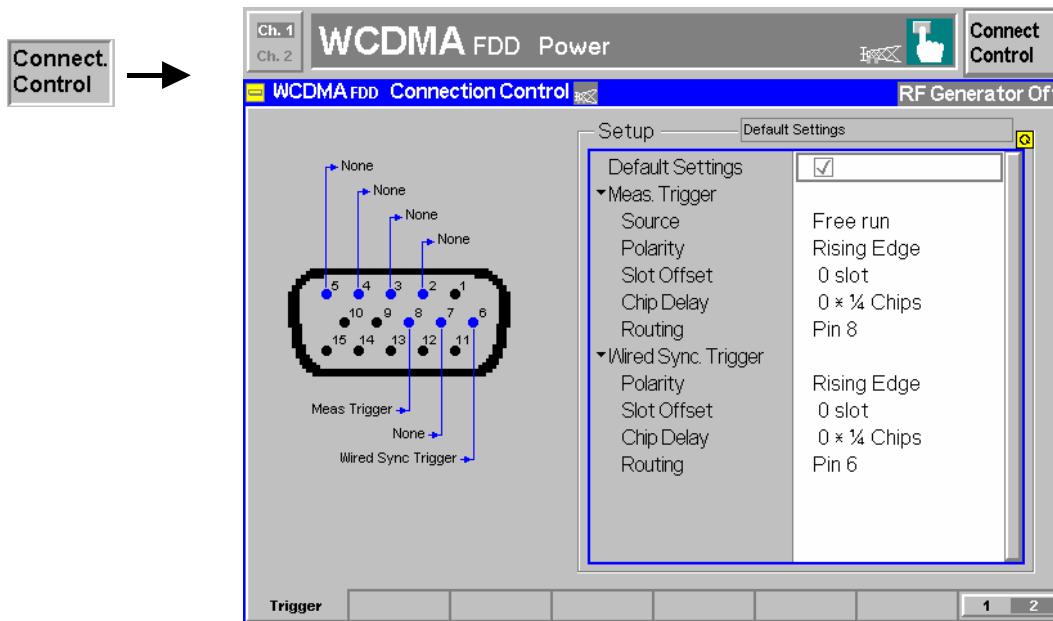 Connect.
Control
Ch. 1
Ch. 2
WCDMA FDD Power
Connect
Control
WCDMA FDD Connection Control
RF Generator Off
Setup
Default Settings
None
None
None
None
5 4 3 2 1
10 9 8 7 6
15 14 13 12 11
Meas Trigger
None
Wired Sync Trigger
Default Settings
Meas. Trigger
Source Free run
Polarity Rising Edge
Slot Offset 0 slot
Chip Delay 0 × ¼ Chips
Routing Pin 8
Wired Sync. Trigger
Polarity Rising Edge
Slot Offset 0 slot
Chip Delay 0 × ¼ Chips
Routing Pin 6
Trigger
1 2